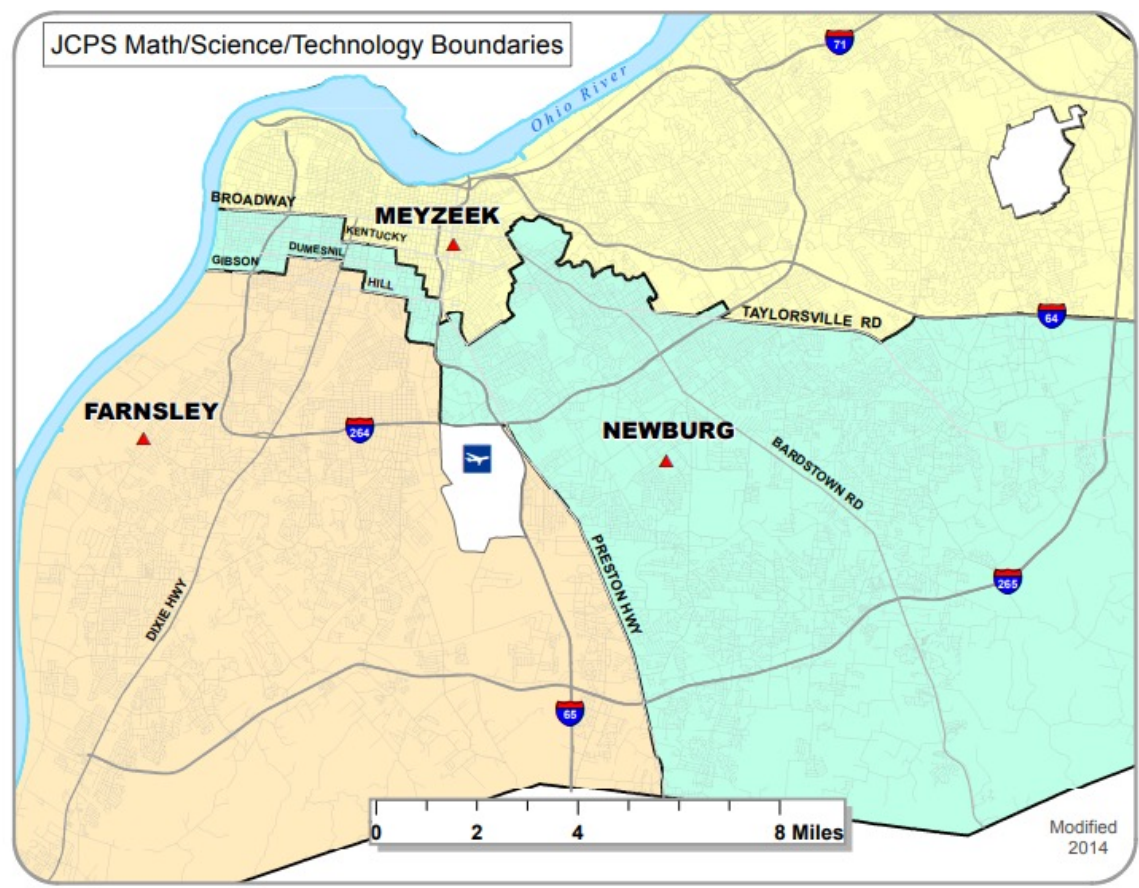 JCPS Math/Science/Technology Boundaries
71
Ohio River
BROADWAY
MEYZEEK
KENTUCKY
DUMESNIL
GIBSON
HILL
TAYLORSVILLE RD
64
FARNSLEY
264
NEWBURG
BARDSTOWN RD
PRESTON HWY
265
DIXIE HWY
65
0 2 4 8 Miles
Modified
2014